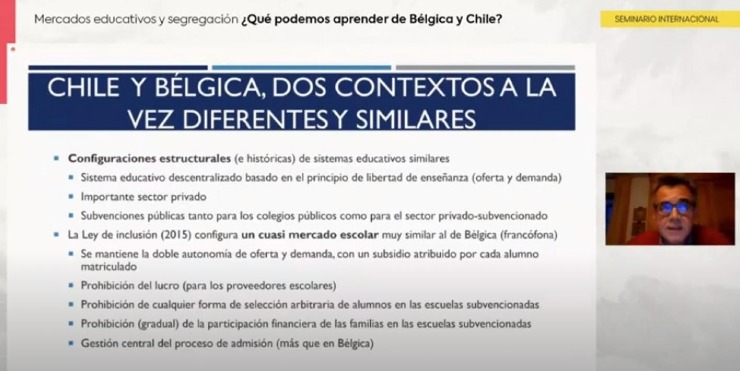 Mercados educativos y segregación ¿Qué podemos aprender de Bélgica y Chile?
SEMINARIO INTERNACIONAL
CHILE Y BÉLGICA, DOS CONTEXTOS A LA
VEZ DIFERENTES Y SIMILARES
Configuraciones estructurales (e históricas) de sistemas educativos similares
Sistema educativo descentralizado basado en el principio de libertad de enseñanza (oferta y demanda)
Importante sector privado
Subvenciones públicas tanto para los colegios públicos como para el sector privado-subvencionado
La Ley de inclusión (2015) configura un cuasi mercado escolar muy similar al de Bélgica (francófona)
Se mantiene la doble autonomía de oferta y demanda, con un subsidio atribuido por cada alumno
matriculado
Prohibición del lucro (para los proveedores escolares)
Prohibición de cualquier forma de selección arbitraria de alumnos en las escuelas subvencionadas
Prohibición (gradual) de la participación financiera de las familias en las escuelas subvencionadas
Gestión central del proceso de admisión (más que en Bélgica)